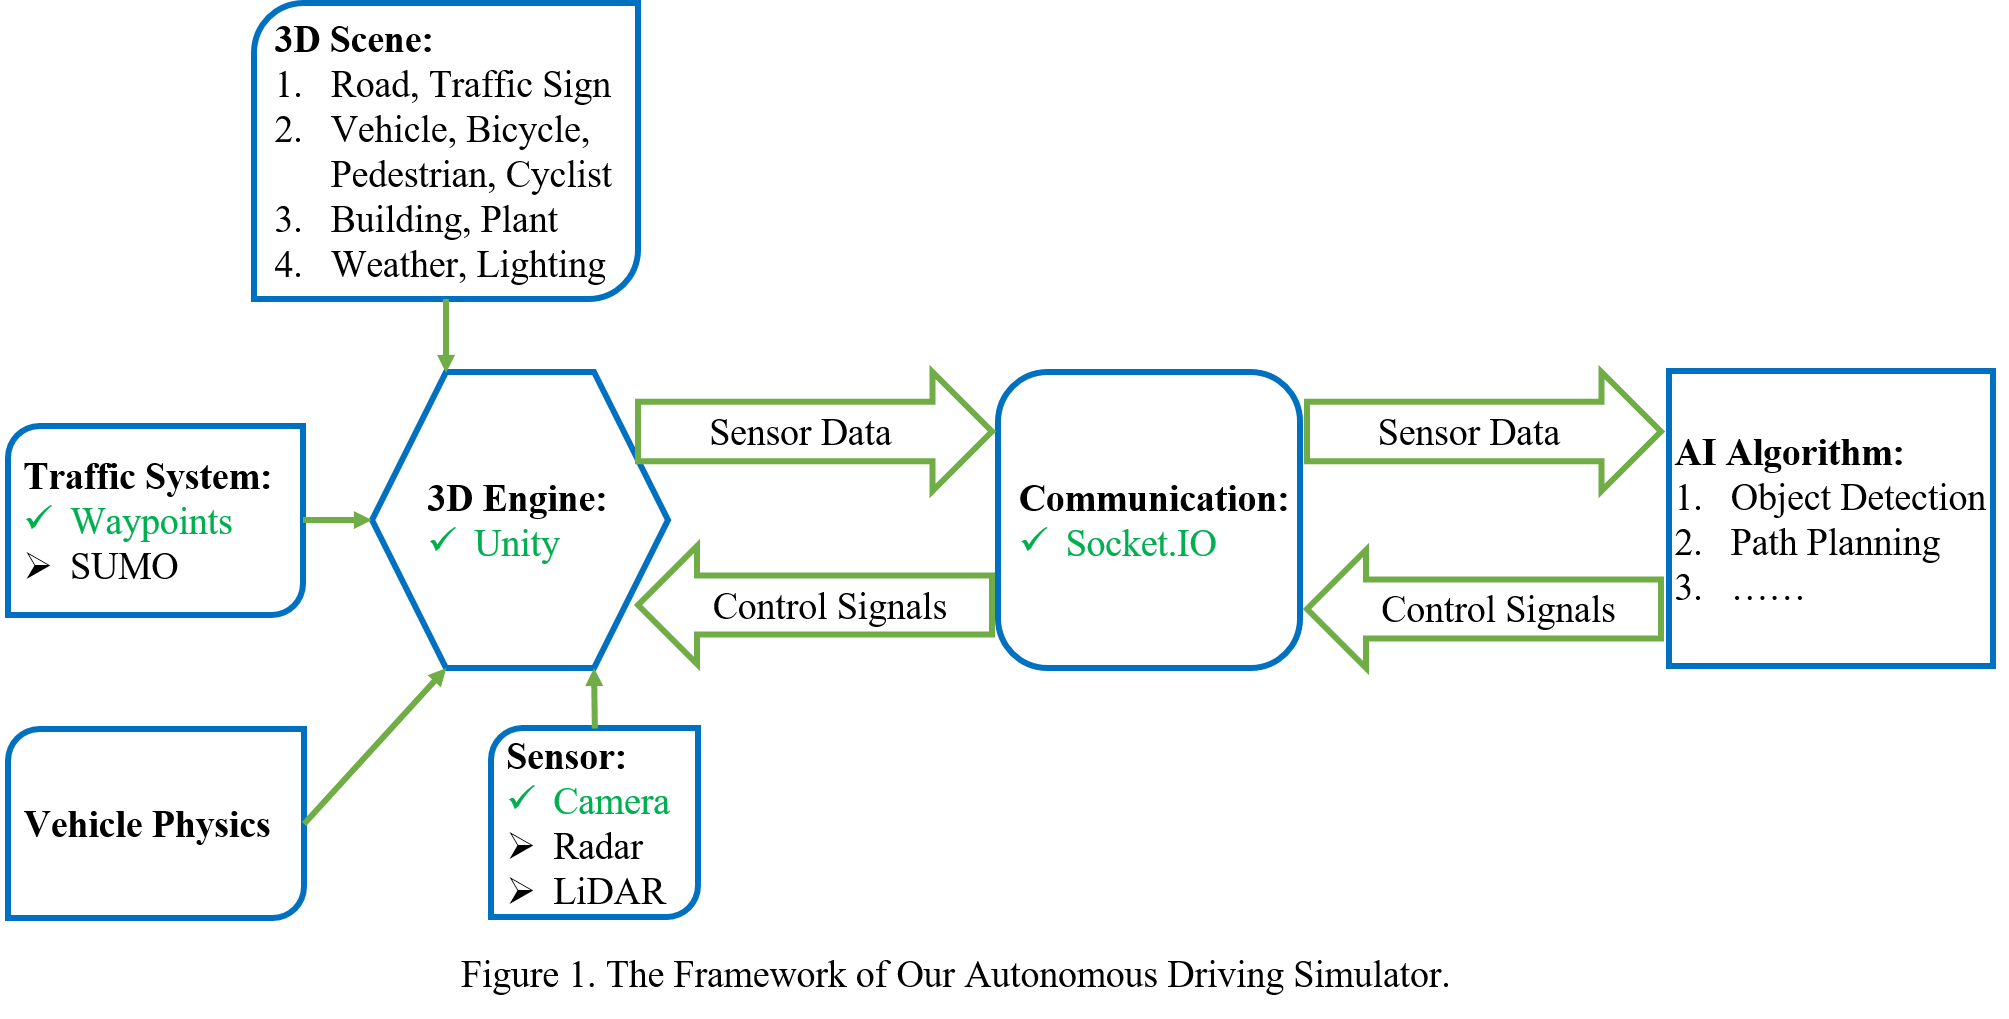 3D Scene:
1. Road, Traffic Sign
2. Vehicle, Bicycle,
Pedestrian, Cyclist
3. Building, Plant
4. Weather, Lighting
Traffic System:
✓ Waypoints
➢ SUMO
3D Engine:
✓ Unity
Sensor Data
Control Signals
Communication:
✓ Socket.IO
Sensor Data
Control Signals
AI Algorithm:
1. Object Detection
2. Path Planning
3. ……
Vehicle Physics
Sensor:
✓ Camera
➢ Radar
➢ LiDAR
Figure 1. The Framework of Our Autonomous Driving Simulator.